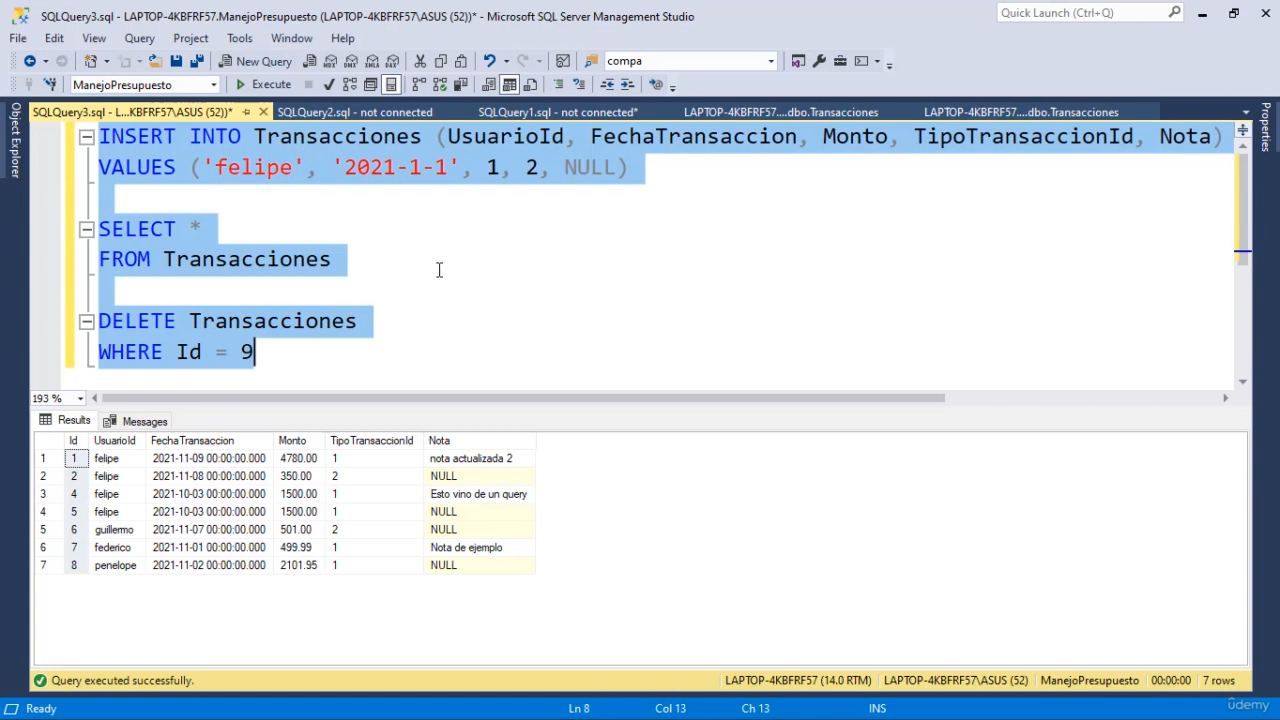 SQLQuery3.sql - LAPTOP-4KBFRF57.ManejoPresupuesto (LAPTOP-4KBFRF57\ASUS (52))* - Microsoft SQL Server Management Studio
Quick Launch (Ctrl+Q)
File Edit View Query Project Tools Window Help
New Query
compa
ManejoPresupuesto
Execute
SQLQuery3.sql - L...KBFRF57\ASUS (52))*
SQLQuery2.sql - not connected
SQLQuery1.sql - not connected*
LAPTOP-4KBFRF57....dbo.Transacciones
LAPTOP-4KBFRF57....dbo.Transacciones
Object Explorer
Properties
INSERT INTO Transacciones (UsuarioId, FechaTransaccion, Monto, TipoTransaccionId, Nota)
VALUES ('felipe', '2021-1-1', 1, 2, NULL)
SELECT *
FROM Transacciones
DELETE Transacciones
WHERE Id = 9
193 %
Results Messages
Id UsuarioId FechaTransaccion Monto TipoTransaccionId Nota
1 1 felipe 2021-11-09 00:00:00.000 4780.00 1 nota actualizada 2
2 2 felipe 2021-11-08 00:00:00.000 350.00 2 NULL
3 4 felipe 2021-10-03 00:00:00.000 1500.00 1 Esto vino de un query
4 5 felipe 2021-10-03 00:00:00.000 1500.00 1 NULL
5 6 guillermo 2021-11-07 00:00:00.000 501.00 2 NULL
6 7 federico 2021-11-01 00:00:00.000 499.99 1 Nota de ejemplo
7 8 penelope 2021-11-02 00:00:00.000 2101.95 1 NULL
Query executed successfully.
LAPTOP-4KBFRF57 (14.0 RTM)
LAPTOP-4KBFRF57\ASUS (52)
ManejoPresupuesto
00:00:00
7 rows
Ready
Ln 8
Col 13
Ch 13
INS
ûdemy